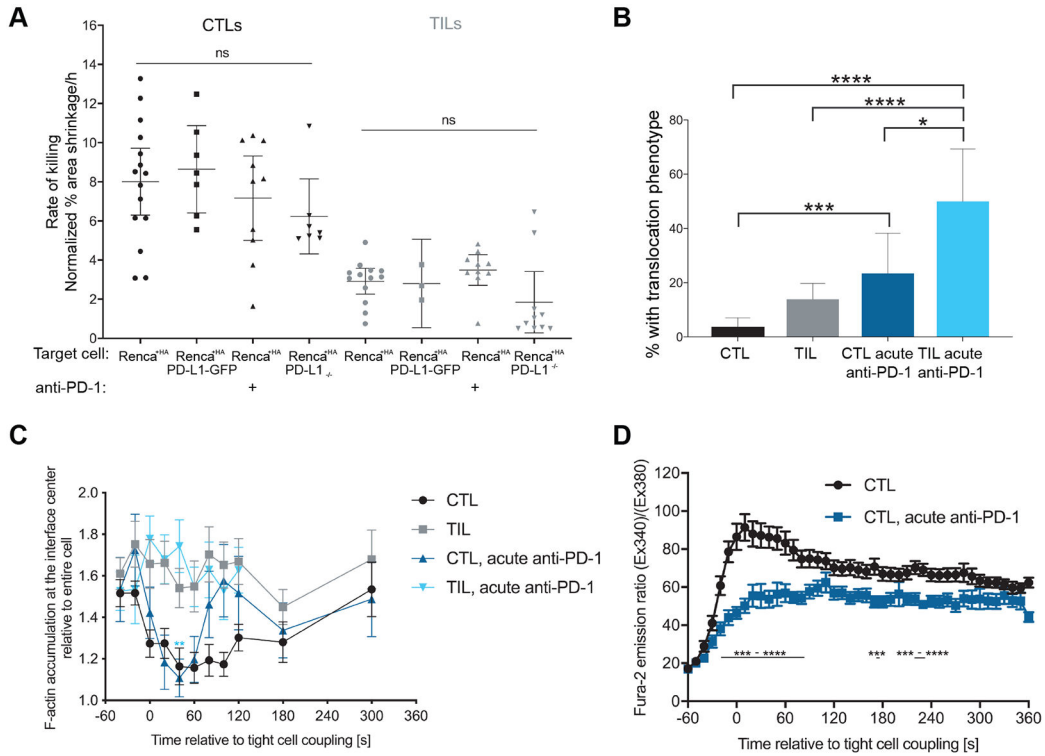 A
CTLs
TILs
ns
ns
Rate of killing
Normalized % area shrinkage/h
16
14
12
10
8
6
4
2
0
Target cell: Renca+HA Renca+HA Renca+HA Renca+HA Renca+HA Renca+HA Renca+HA Renca+HA
PD-L1-GFP PD-L1-/- PD-L1-GFP PD-L1-/-
anti-PD-1: + +
B
% with translocation phenotype
80
60
40
20
0
****
****
*
***
CTL TIL CTL acute TIL acute
anti-PD-1 anti-PD-1
C
F-actin accumulation at the interface center
relative to entire cell
2.0
1.8
1.6
1.4
1.2
1.0
**
-60 0 60 120 180 240 300 360
Time relative to tight cell coupling [s]
CTL
TIL
CTL, acute anti-PD-1
TIL, acute anti-PD-1
D
Fura-2 emission ratio (Ex340)/(Ex380)
120
100
80
60
40
20
0
CTL
CTL, acute anti-PD-1
*** - **** *** *** - ****
-60 0 60 120 180 240 300 360
Time relative to tight cell coupling [s]